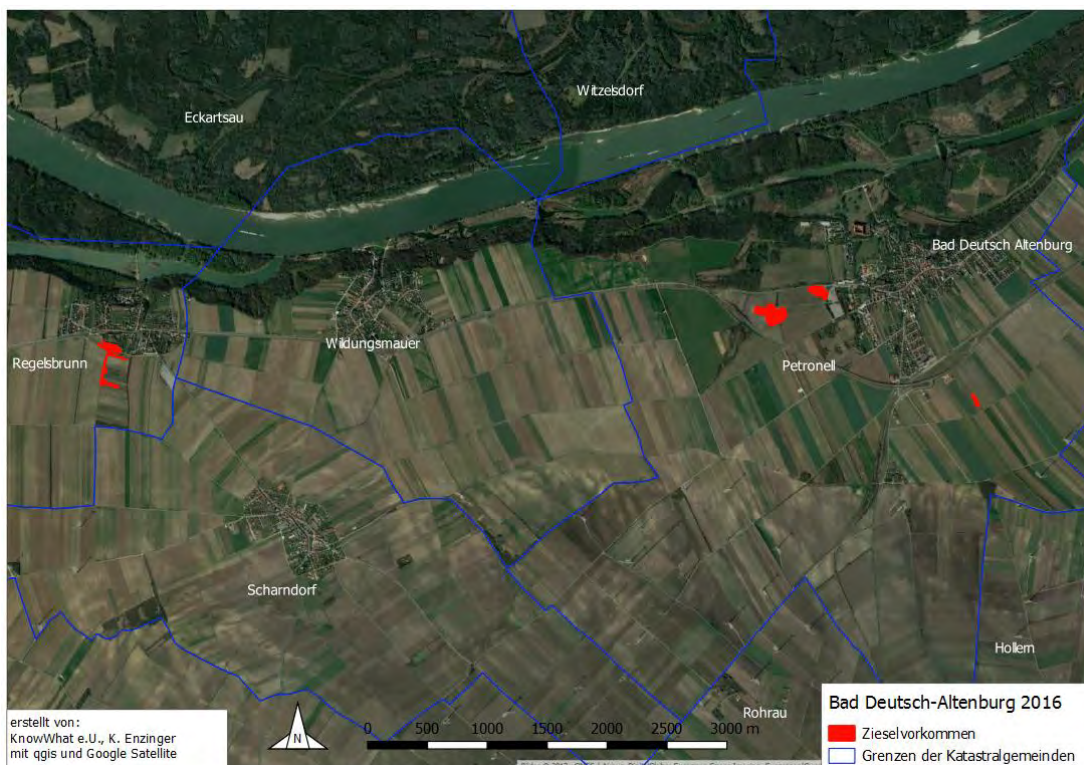 Eckartsau
Witzelsdorf
Bad Deutsch Altenburg
Regelsbrunn
Wildungsmauer
Petronell
Scharndorf
Hollern
Rohrau
erstellt von:
KnowWhat e.U., K. Enzinger
mit qgis und Google Satellite
N
0 500 1000 1500 2000 2500 3000 m
Bad Deutsch-Altenburg 2016
Zieselvorkommen
Grenzen der Katastralgemeinden